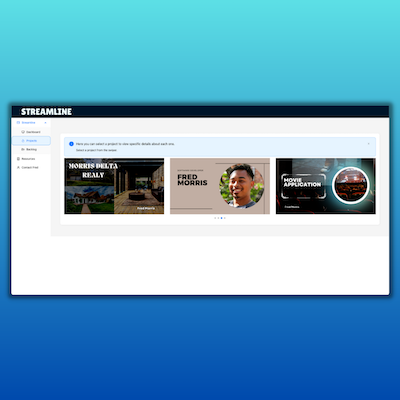 STREAMLINE
Streamline
Dashboard
Projects
Banking
Resources
Contact Fred
Here you can select a project to view specific details about each one.
Select a project from the carousel
MORRIS DELTA
REALY
Fred Morris
FRED
MORRIS
MOVIE
APPLICATION
Fred Morris